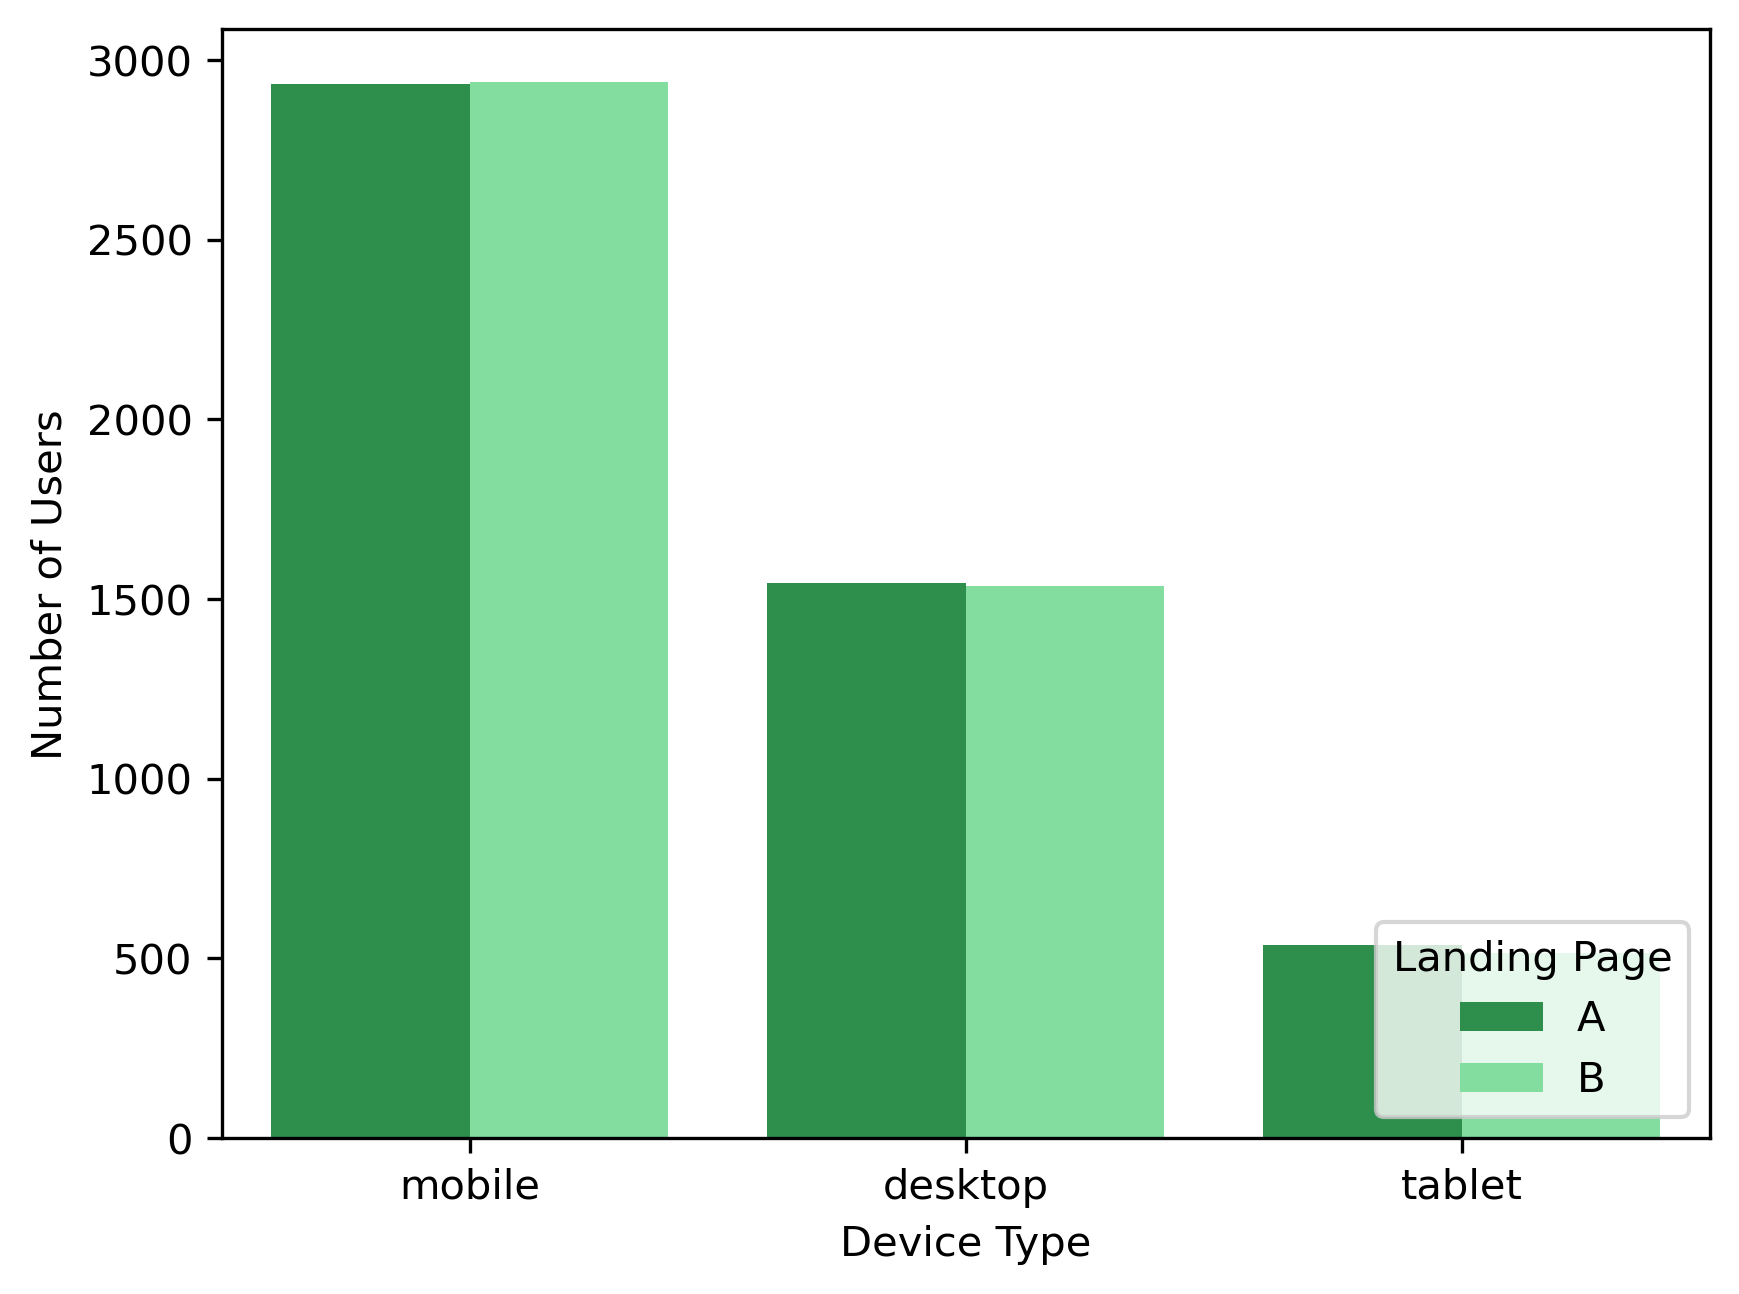 3000
2500
2000
1500
1000
500
0
Number of Users
mobile
desktop
tablet
Device Type
Landing Page
A
B